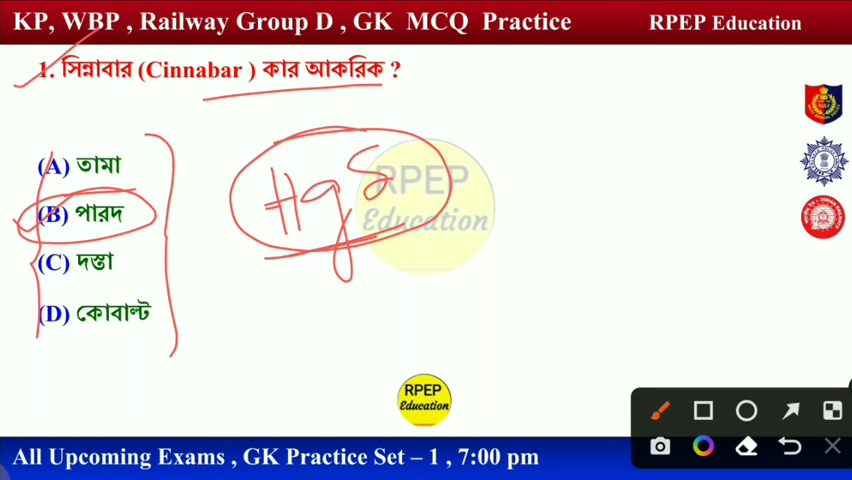 KP, WBP , Railway Group D , GK MCQ Practice
RPEP Education
1. সিন্নাবার (Cinnabar ) কার আকরিক ?
(A) তামা
(B) পারদ
(C) দস্তা
(D) কোবাল্ট
HgS
RPEP
Education
RPEP
Education
All Upcoming Exams , GK Practice Set – 1 , 7:00 pm